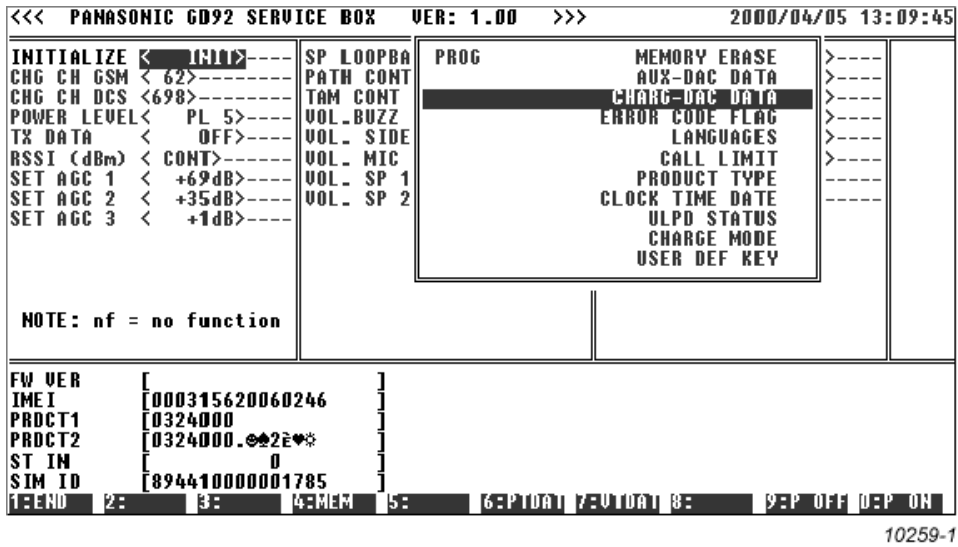 <<< PANASONIC GD92 SERVICE BOX VER: 1.00 >>> 2000/04/05 13:09:45
INITIALIZE < INIT>----
CHG CH GSM < 62>---------
CHG CH DCS <698>---------
POWER LEVEL< PL 5>----
TX DATA < OFF>----
RSSI (dBm) < CONT>------
SET AGC 1 < +69dB>----
SET AGC 2 < +35dB>----
SET AGC 3 < +1dB>----
NOTE: nf = no function
SP LOOPBA
PATH CONT
TAM CONT
VOL.BUZZ
VOL. SIDE
VOL. MIC
VOL. SP 1
VOL. SP 2
PROG MEMORY ERASE
AUX-DAC DATA
CHARG-DAC DATA
ERROR CODE FLAG
LANGUAGES
CALL LIMIT
PRODUCT TYPE
CLOCK TIME DATE
ULPD STATUS
CHARGE MODE
USER DEF KEY
>----
>----
>----
>----
>----
>----
-----
-----
FW VER [ ]
IMEI [000315620060246 ]
PRDCT1 [0324000 ]
PRDCT2 [0324000.☻♠2è♥☼ ]
ST IN [ 0 ]
SIM ID [894410000001785 ]
1:END 2: 3: 4:MEM 5: 6:PTDAT 7:VTDAT 8: 9:P OFF 0:P ON
10259-1